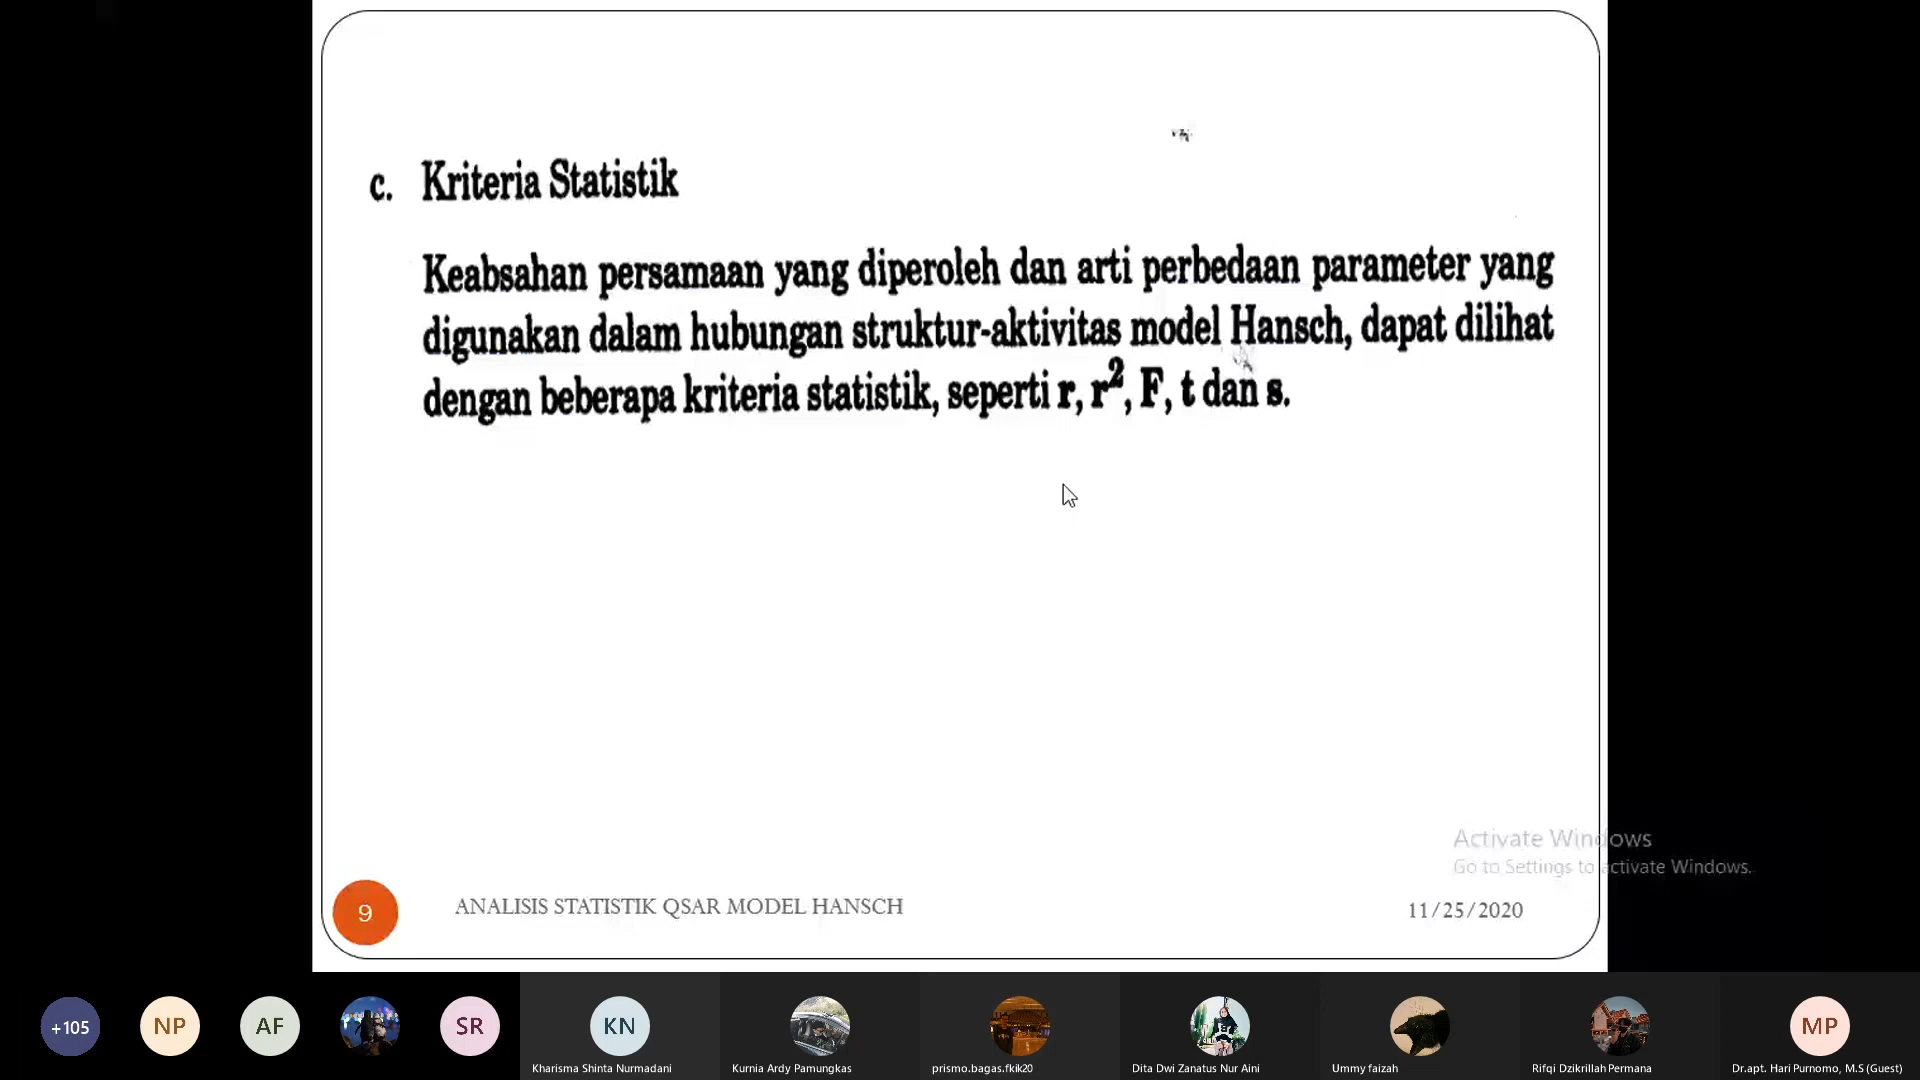 c. Kriteria Statistik
Keabsahan persamaan yang diperoleh dan arti perbedaan parameter yang
digunakan dalam hubungan struktur-aktivitas model Hansch, dapat dilihat
dengan beberapa kriteria statistik, seperti r, r², F, t dan s.
Activate Windows
Go to Settings to activate Windows.
9 ANALISIS STATISTIK QSAR MODEL HANSCH 11/25/2020
+105 NP AF SR KN MP
Kharisma Shinta Nurmadani Kurnia Ardy Pamungkas prismo.bagas.fkik20 Dita Dwi Zanatus Nur Aini Ummy faizah Rifqi Dzikrillah Permana Dr.apt. Hari Purnomo, M.S (Guest)